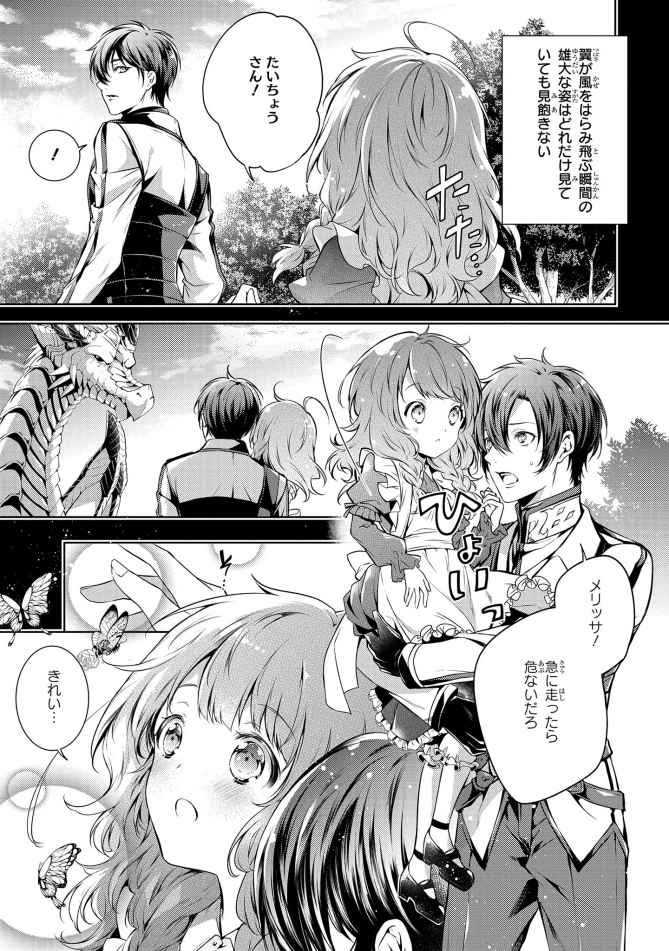 翼が風をはらみ飛ぶ瞬間の
雄大な姿はどれだけ見て
いても見飽きない
たたた…
たいちょう
さん!
!
ひょいっ
メリッサ!
急に走ったら
危ないだろ
きれい…